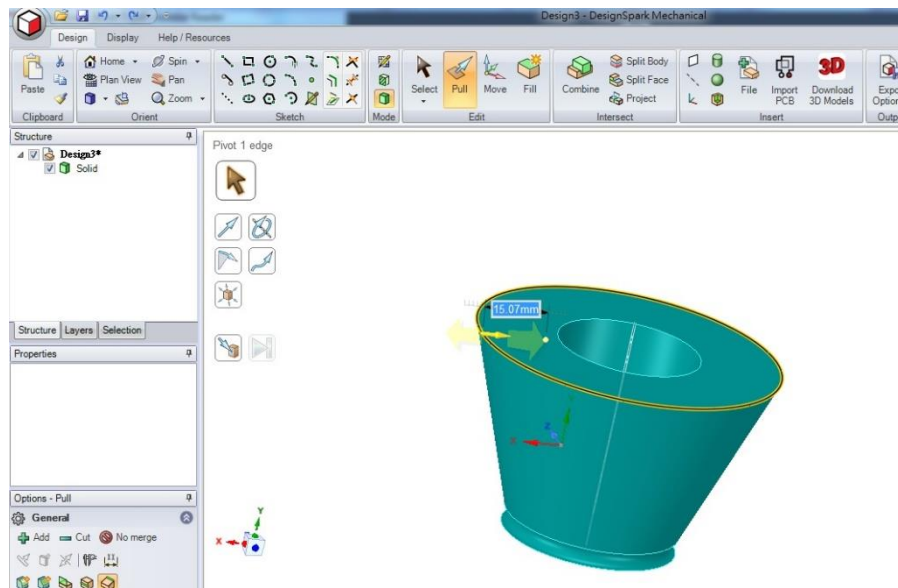 Design3 - DesignSpark Mechanical
Design Display Help / Resources
Paste
Home Spin
Plan View Pan
Zoom
Select Pull Move Fill
Combine
Split Body
Split Face
Project
File Import PCB Download 3D Models
3D
Expo
Option
Clipboard Orient Sketch Mode Edit Intersect Insert Outp
Structure
Design3*
Solid
Structure Layers Selection
Properties
Options - Pull
General
Add Cut No merge
Pivot 1 edge
15.07mm
X Y Z
Y
X